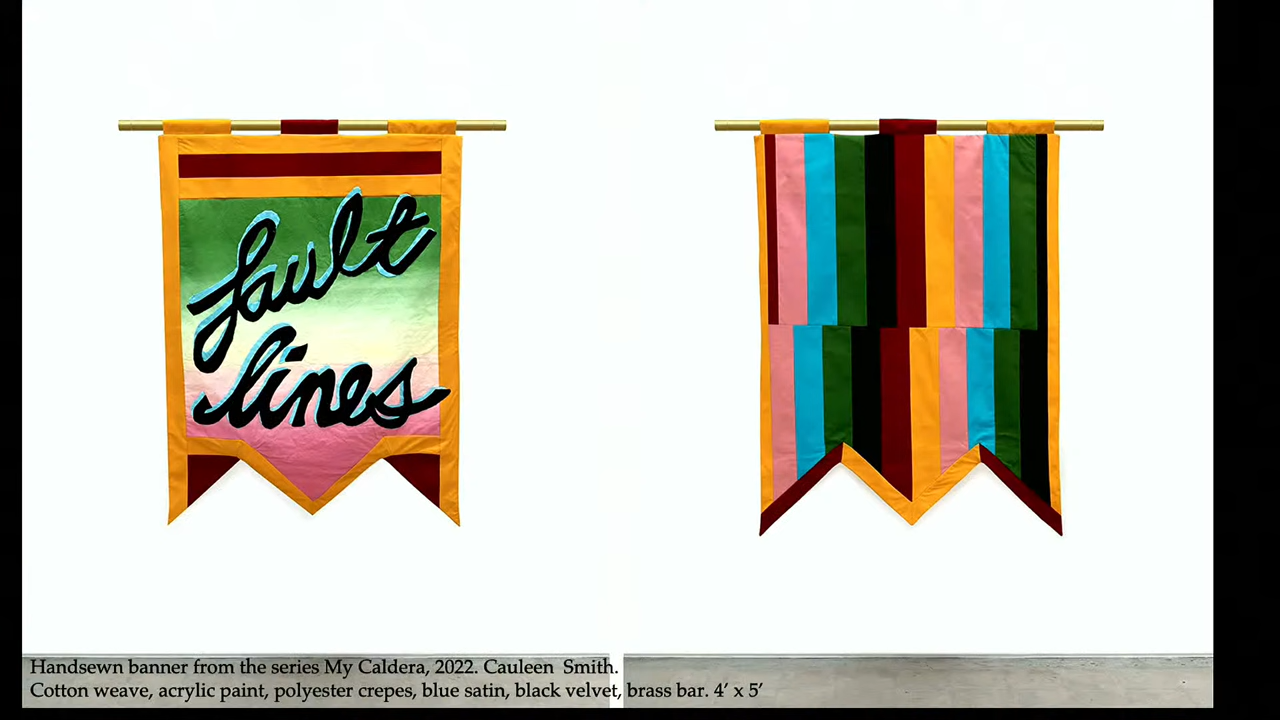 fault
lines
Handsewn banner from the series My Caldera, 2022. Cauleen Smith.
Cotton weave, acrylic paint, polyester crepes, blue satin, black velvet, brass bar. 4’ x 5’